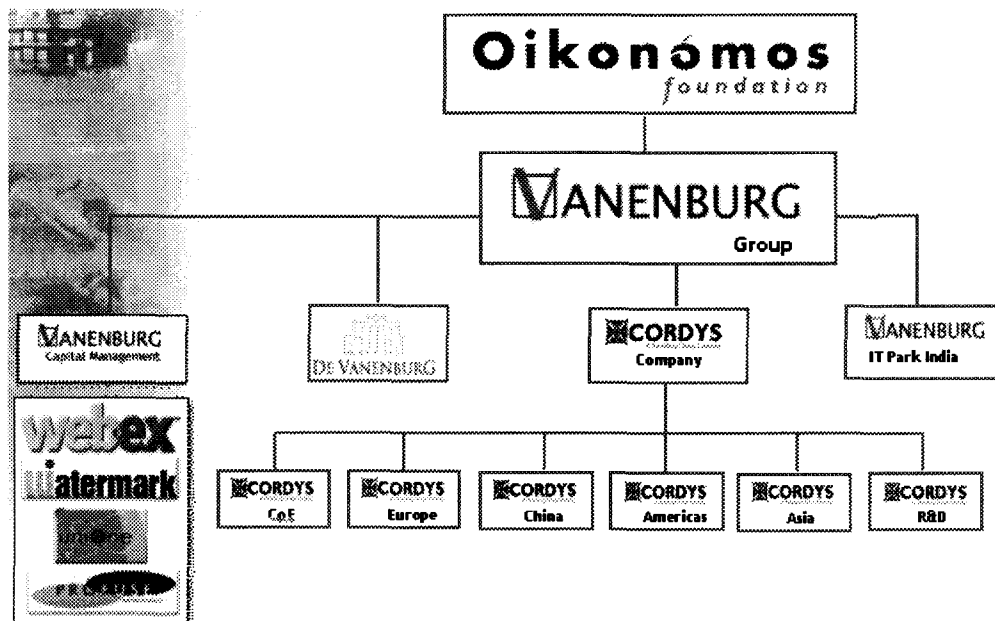 Oikonómos
foundation
VANENBURG
Group
VANENBURG
Capital Management
DE VANENBURG
CORDYS
Company
VANENBURG
IT Park India
webex
Watermark
CORDYS
CoE
CORDYS
Europe
CORDYS
China
CORDYS
Americas
CORDYS
Asia
CORDYS
R&D